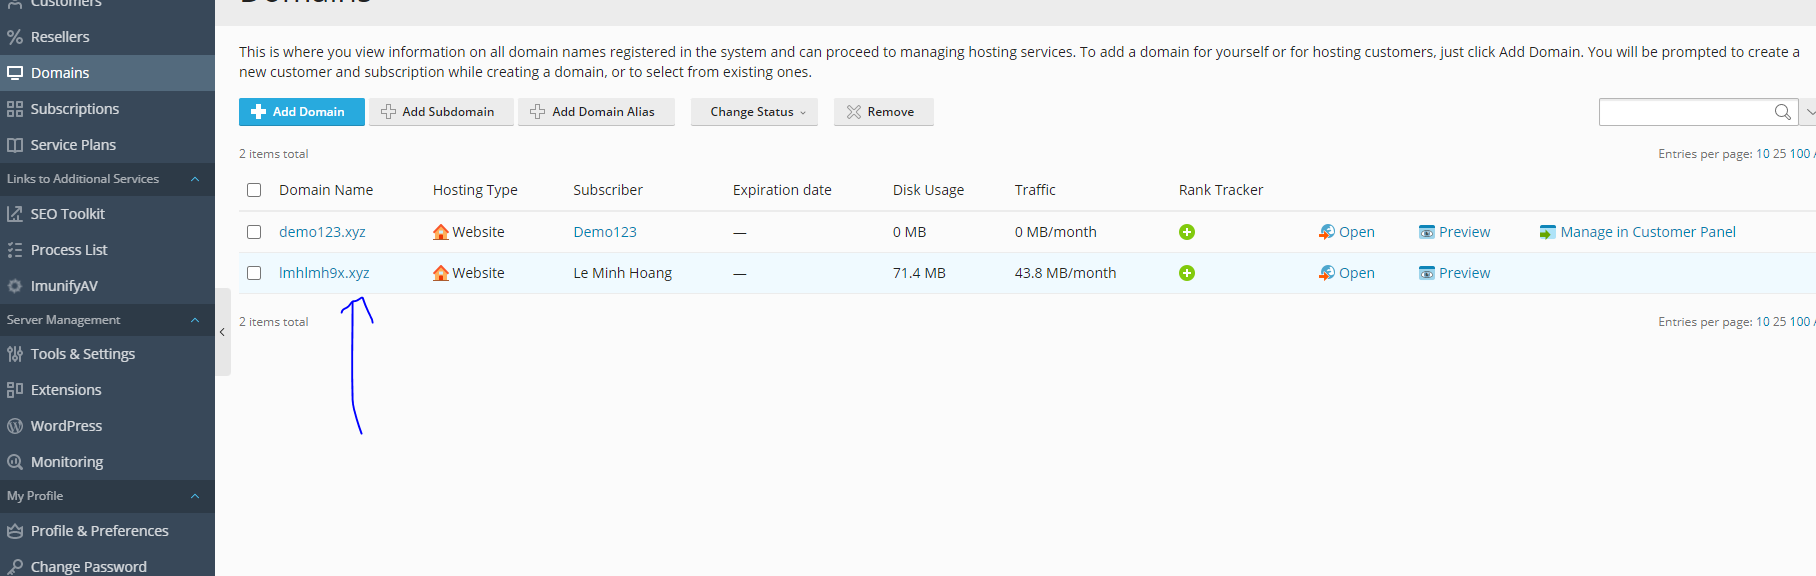 Customers
Resellers
Domains
Subscriptions
Service Plans
Links to Additional Services
SEO Toolkit
Process List
ImunifyAV
Server Management
Tools & Settings
Extensions
WordPress
Monitoring
My Profile
Profile & Preferences
Change Password
Domains
This is where you view information on all domain names registered in the system and can proceed to managing hosting services. To add a domain for yourself or for hosting customers, just click Add Domain. You will be prompted to create a
new customer and subscription while creating a domain, or to select from existing ones.
Add Domain Add Subdomain Add Domain Alias Change Status Remove
2 items total Entries per page: 10 25 100
Domain Name Hosting Type Subscriber Expiration date Disk Usage Traffic Rank Tracker
demo123.xyz Website Demo123 — 0 MB 0 MB/month Open Preview Manage in Customer Panel
lmhlmh9x.xyz Website Le Minh Hoang — 71.4 MB 43.8 MB/month Open Preview
2 items total Entries per page: 10 25 100